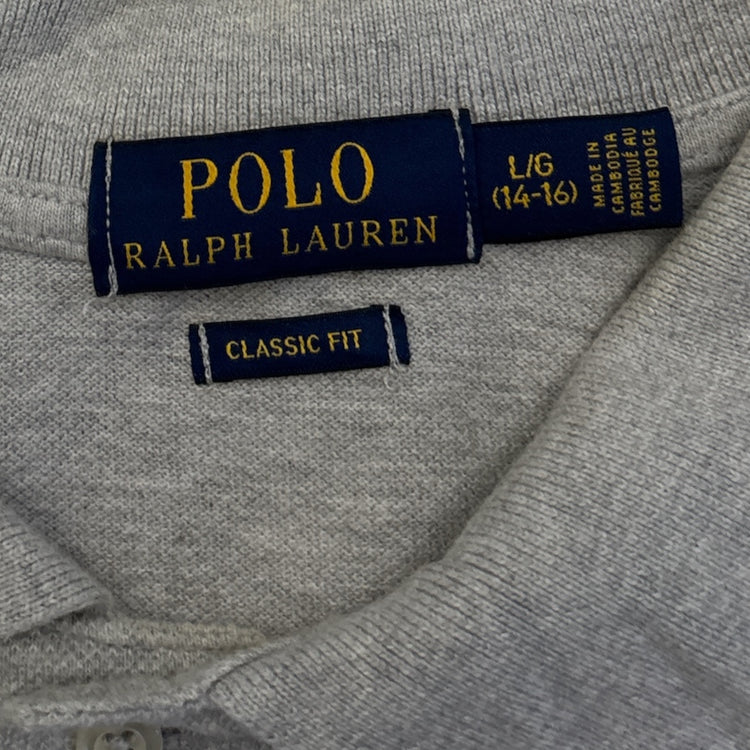 POLO
RALPH LAUREN
L/G
(14-16)
MADE IN
CAMBODIA
FABRIQUÉ AU
CAMBODGE
CLASSIC FIT